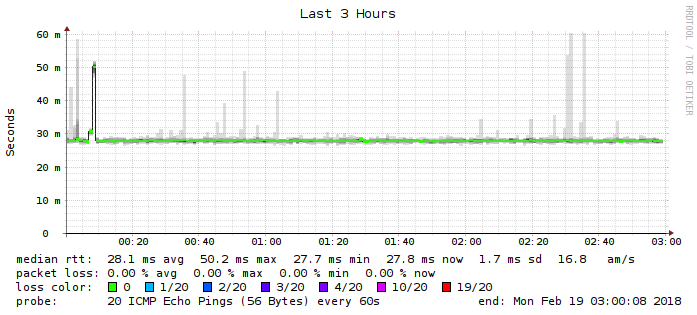 Last 3 Hours
RRDTOOL / TOBI OETIKER
Seconds
60 m
50 m
40 m
30 m
20 m
10 m
0
00:20 00:40 01:00 01:20 01:40 02:00 02:20 02:40 03:00
median rtt: 28.1 ms avg 50.2 ms max 27.7 ms min 27.8 ms now 1.7 ms sd 16.8 am/s
packet loss: 0.00 % avg 0.00 % max 0.00 % min 0.00 % now
loss color: 0 1/20 2/20 3/20 4/20 10/20 19/20
probe: 20 ICMP Echo Pings (56 Bytes) every 60s end: Mon Feb 19 03:00:08 2018